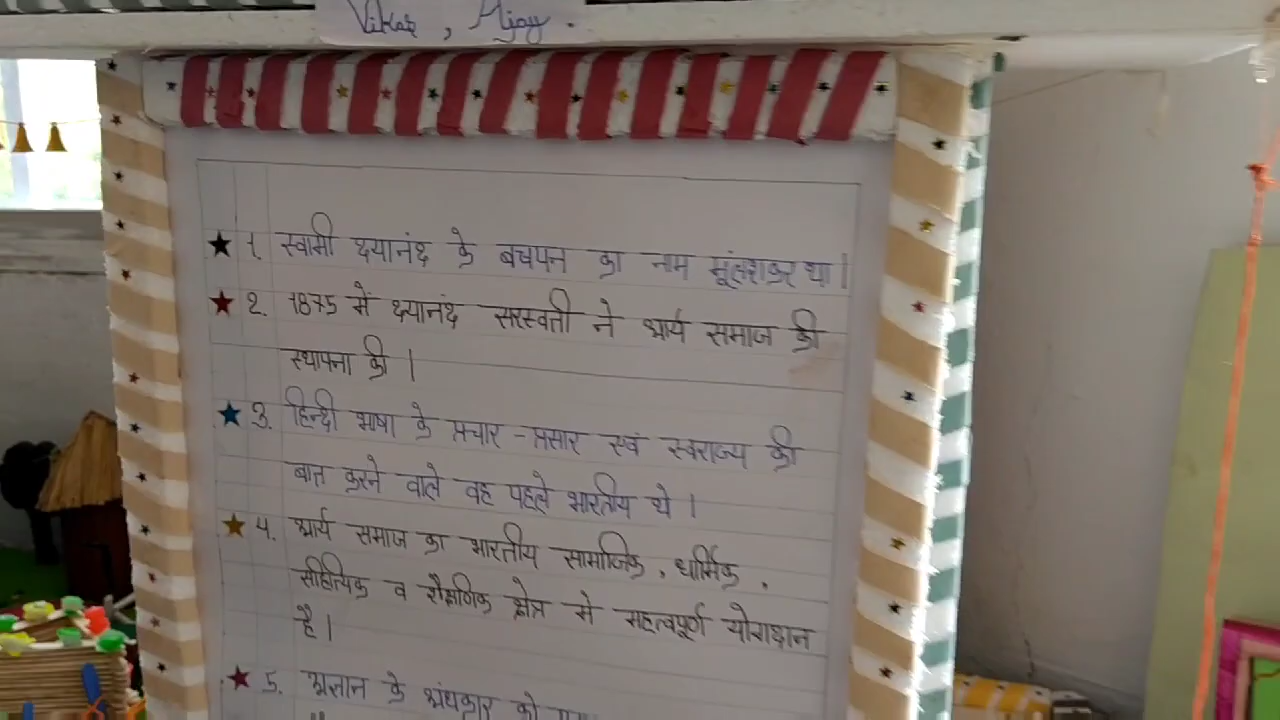 Vikas, Ajay.
1. स्वामी दयानंद के बचपन का नाम मूंलशंकर था।
2. 1875 में दयानंद सरस्वती ने आर्य समाज की
स्थापना की।
3. हिन्दी भाषा के प्रचार-प्रसार एवं स्वराज्य की
बात करने वाले वह पहले भारतीय थे।
4. आर्य समाज का भारतीय सामाजिक, धार्मिक,
सहित्यिक व शैक्षणिक क्षेत्र मे महत्वपूर्ण योगदान
है।
5. अज्ञान के अंधकार को